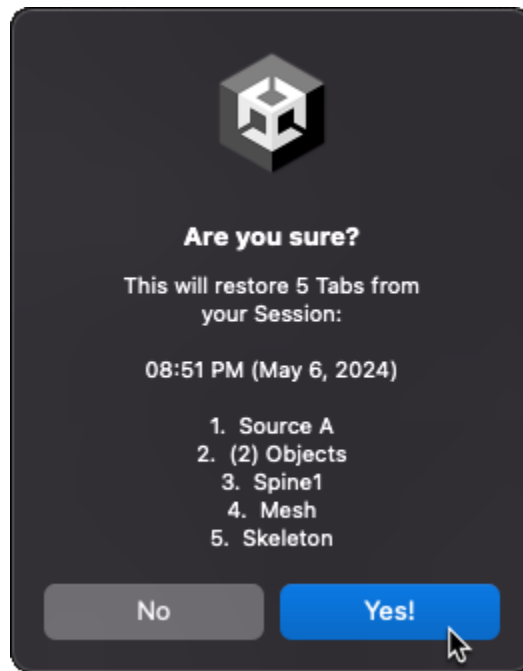 Are you sure?
This will restore 5 Tabs from
your Session:
08:51 PM (May 6, 2024)
1. Source A
2. (2) Objects
3. Spine1
4. Mesh
5. Skeleton
No
Yes!